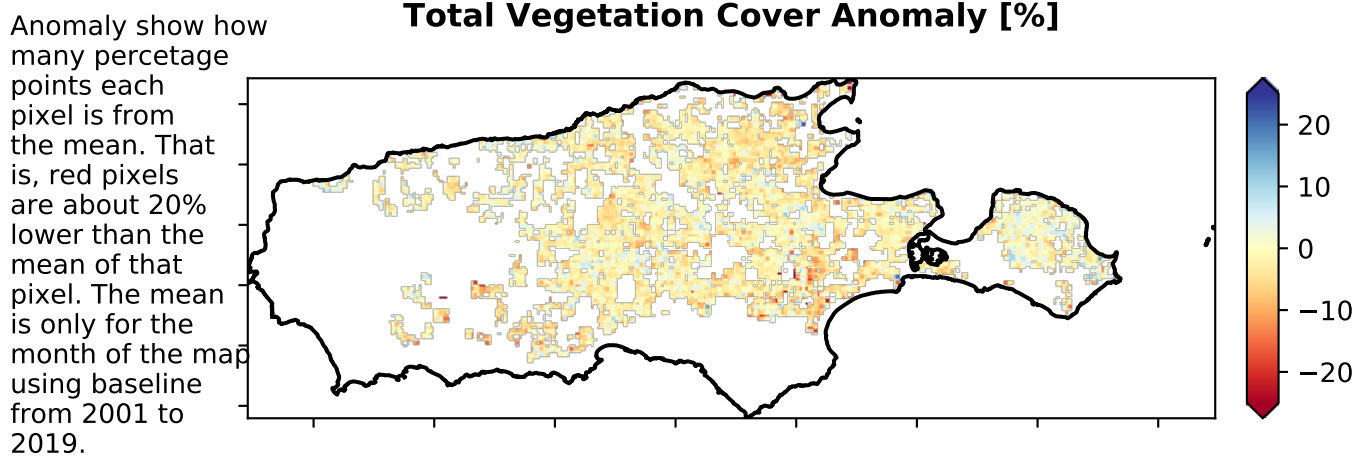 Total Vegetation Cover Anomaly [%]
Anomaly show how
many percetage
points each
pixel is from
the mean. That
is, red pixels
are about 20%
lower than the
mean of that
pixel. The mean
is only for the
month of the map
using baseline
from 2001 to
2019.
20
10
0
−10
−20